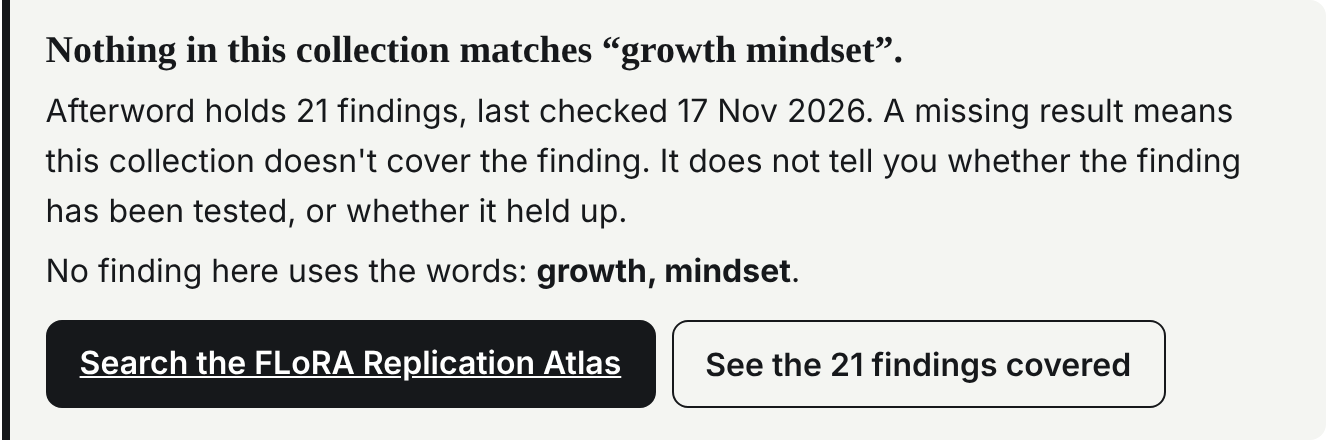 Nothing in this collection matches “growth mindset”.
Afterword holds 21 findings, last checked 17 Nov 2026. A missing result means
this collection doesn't cover the finding. It does not tell you whether the finding
has been tested, or whether it held up.
No finding here uses the words: growth, mindset.
Search the FLoRA Replication Atlas
See the 21 findings covered